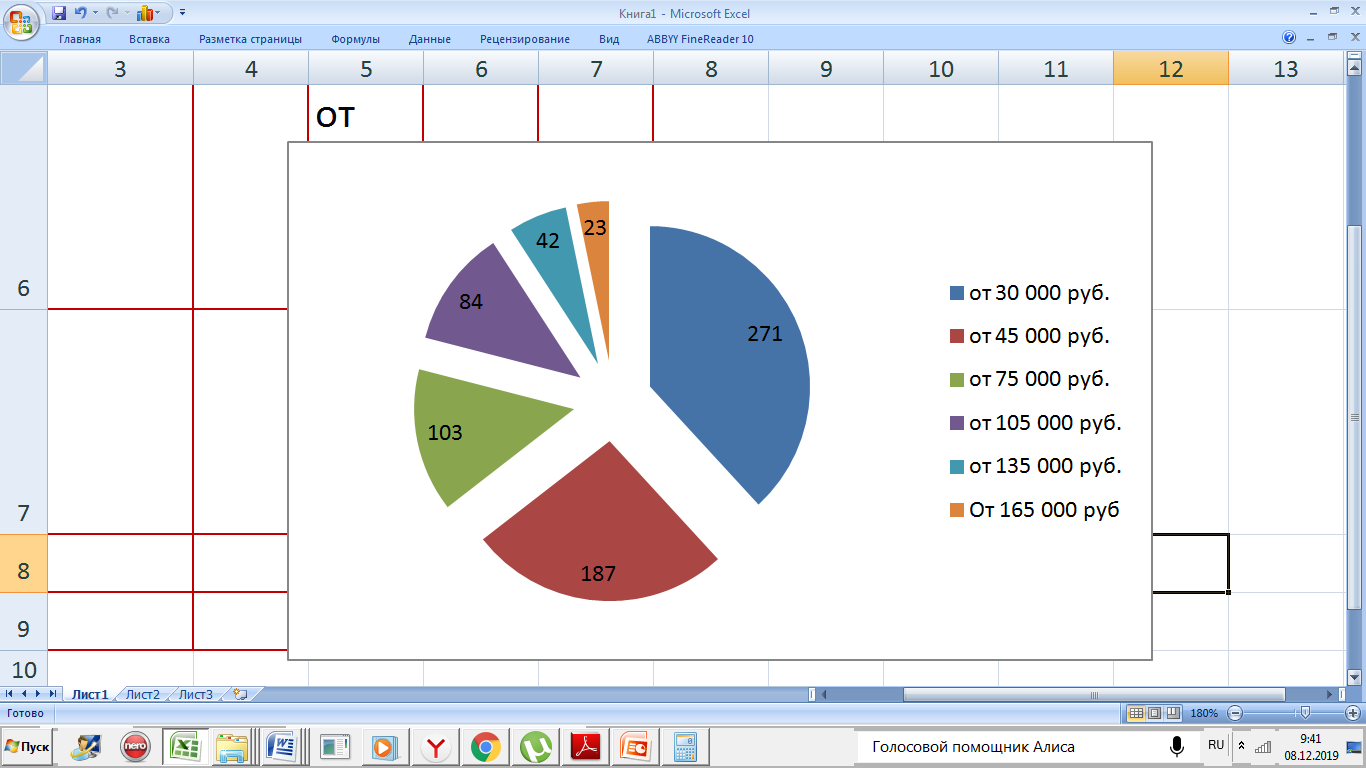 Книга1 - Microsoft Excel
Главная Вставка Разметка страницы Формулы Данные Рецензирование Вид ABBYY FineReader 10
3 4 5 6 7 8 9 10 11 12 13
от
6
7
8
9
10
23
42
84
271
103
187
от 30 000 руб.
от 45 000 руб.
от 75 000 руб.
от 105 000 руб.
от 135 000 руб.
От 165 000 руб
Лист1 Лист2 Лист3
Готово 180%
Пуск nero Голосовой помощник Алиса RU 9:41
08.12.2019